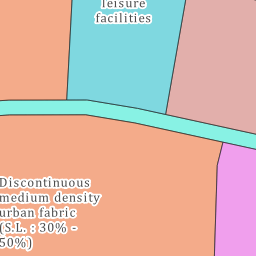 leisure
facilities
Discontinuous
medium density
urban fabric
(S.L. : 30% -
50%)